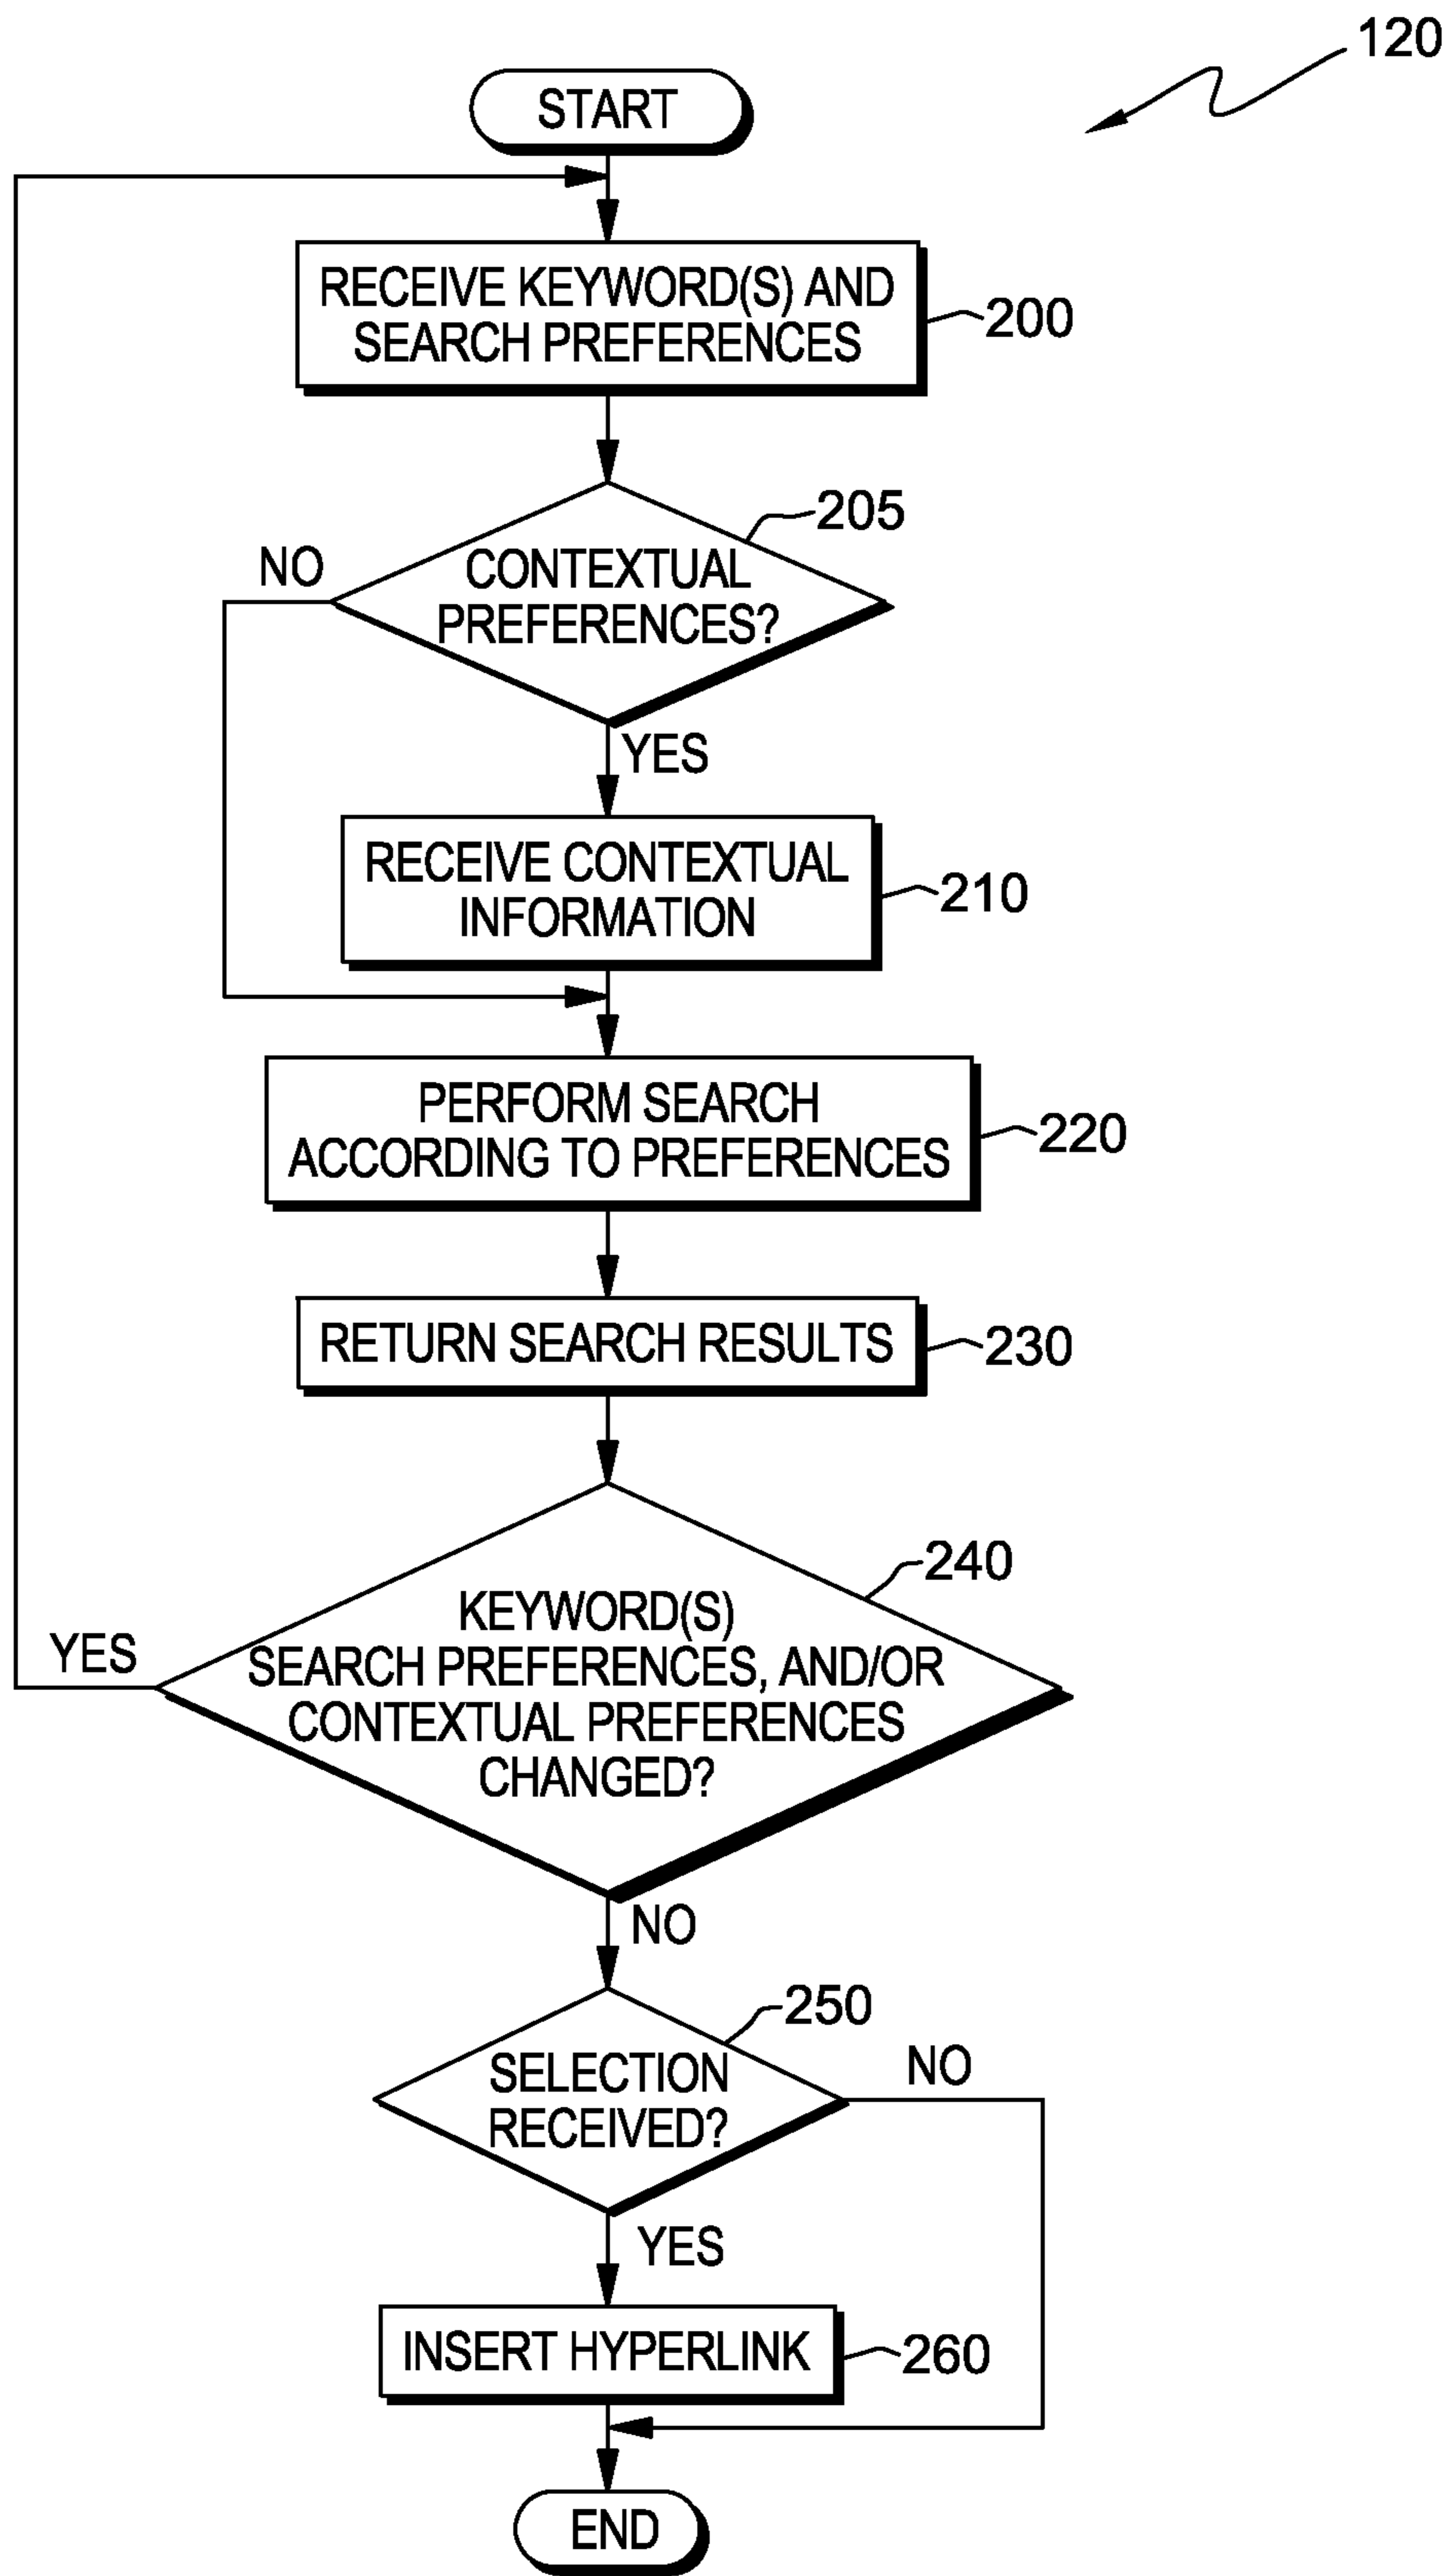 120
START
RECEIVE KEYWORD(S) AND
SEARCH PREFERENCES
200
205
NO
CONTEXTUAL
PREFERENCES?
YES
RECEIVE CONTEXTUAL
INFORMATION
210
PERFORM SEARCH
ACCORDING TO PREFERENCES
220
RETURN SEARCH RESULTS
230
240
KEYWORD(S)
SEARCH PREFERENCES, AND/OR
CONTEXTUAL PREFERENCES
CHANGED?
YES
NO
250
SELECTION
RECEIVED?
NO
YES
INSERT HYPERLINK
260
END